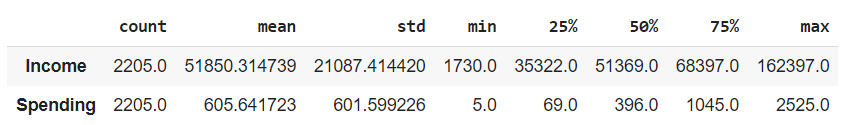 count mean std min 25% 50% 75% max
Income 2205.0 51850.314739 21087.414420 1730.0 35322.0 51369.0 68397.0 162397.0
Spending 2205.0 605.641723 601.599226 5.0 69.0 396.0 1045.0 2525.0